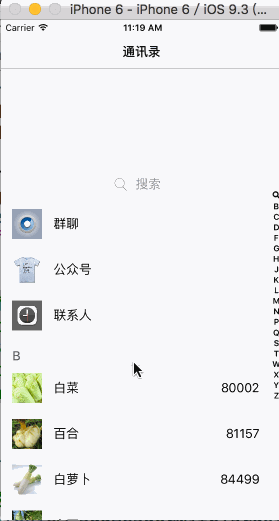 iPhone 6 - iPhone 6 / iOS 9.3 (...
Carrier 11:19 AM
通讯录
搜索
群聊
公众号
联系人
B
白菜 80002
百合 81157
白萝卜 84499
B
C
D
F
G
H
J
K
L
M
N
P
Q
S
T
W
X
Y
Z